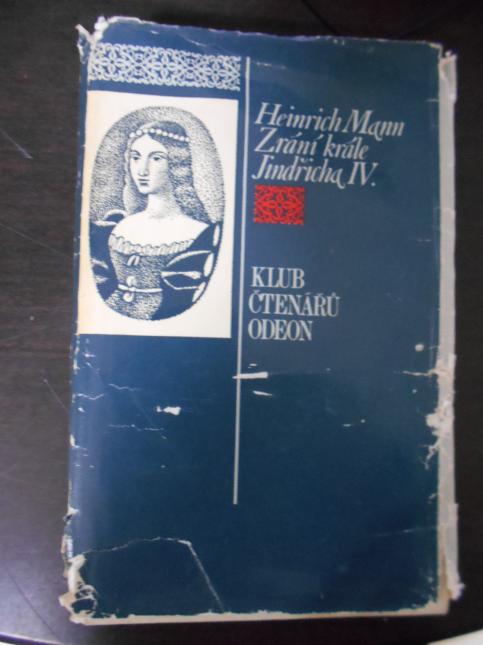 Heinrich Mann
Zrání krále
Jindřicha IV.
KLUB
ČTENÁŘŮ
ODEON